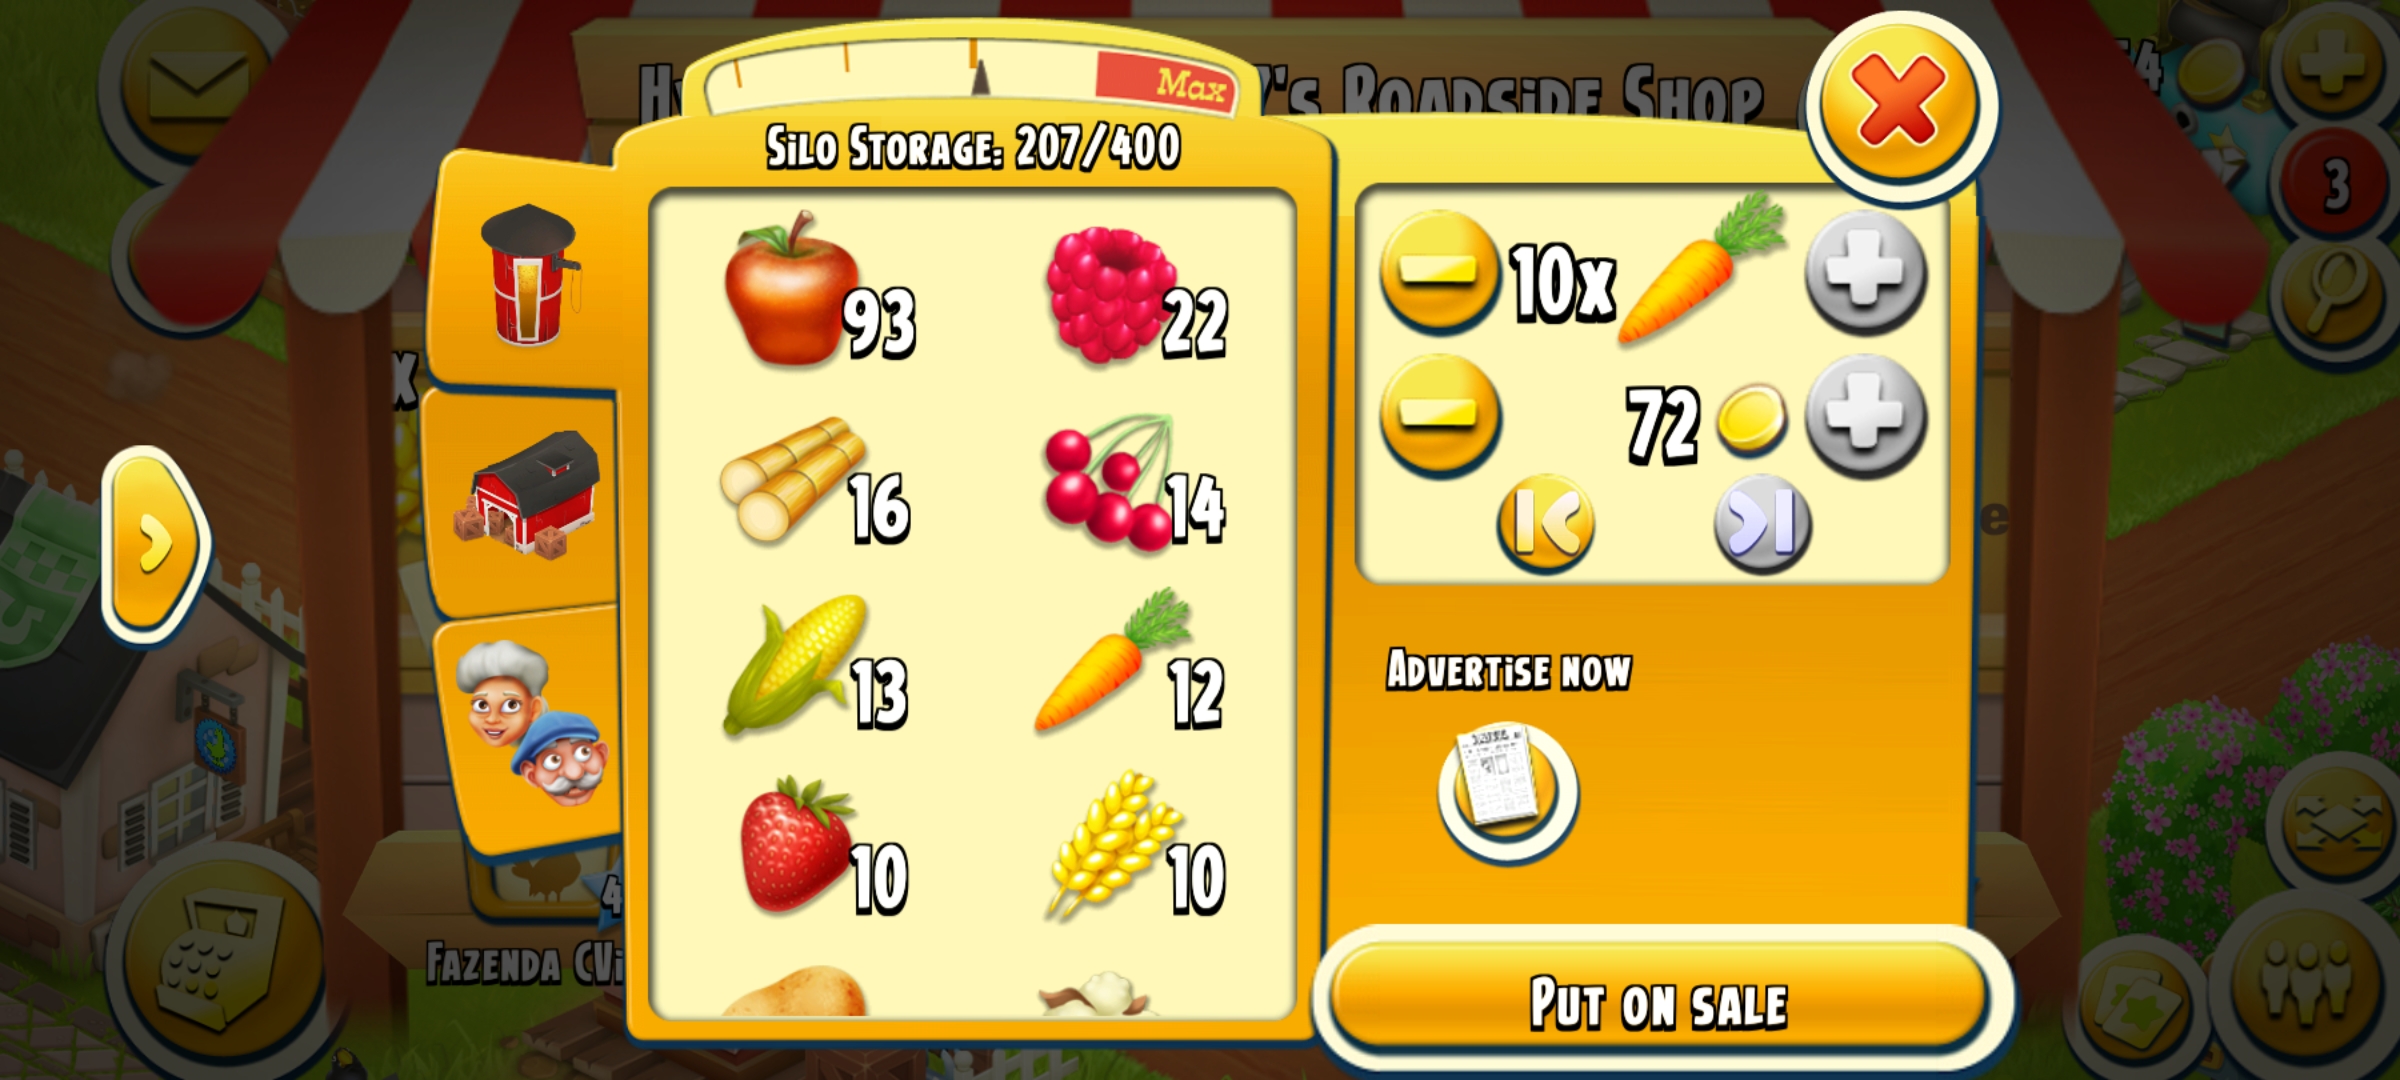 Max
's Roadside Shop
Silo Storage: 207/400
3
93
22
10x
16
14
72
13
12
Advertise now
10
10
Fazenda CVi
Put on sale